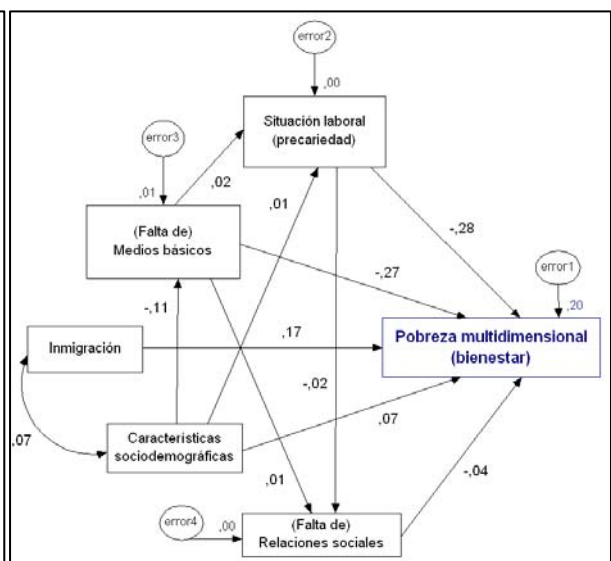 error2
,00
Situación laboral
(precariedad)
error3
,01
,02
,01
(Falta de)
Medios básicos
-,28
-,27
error1
,20
-,11
,17
Inmigración
Pobreza multidimensional
(bienestar)
-,02
,07
Características
sociodemográficas
,07
,01
-,04
error4
,00
(Falta de)
Relaciones sociales